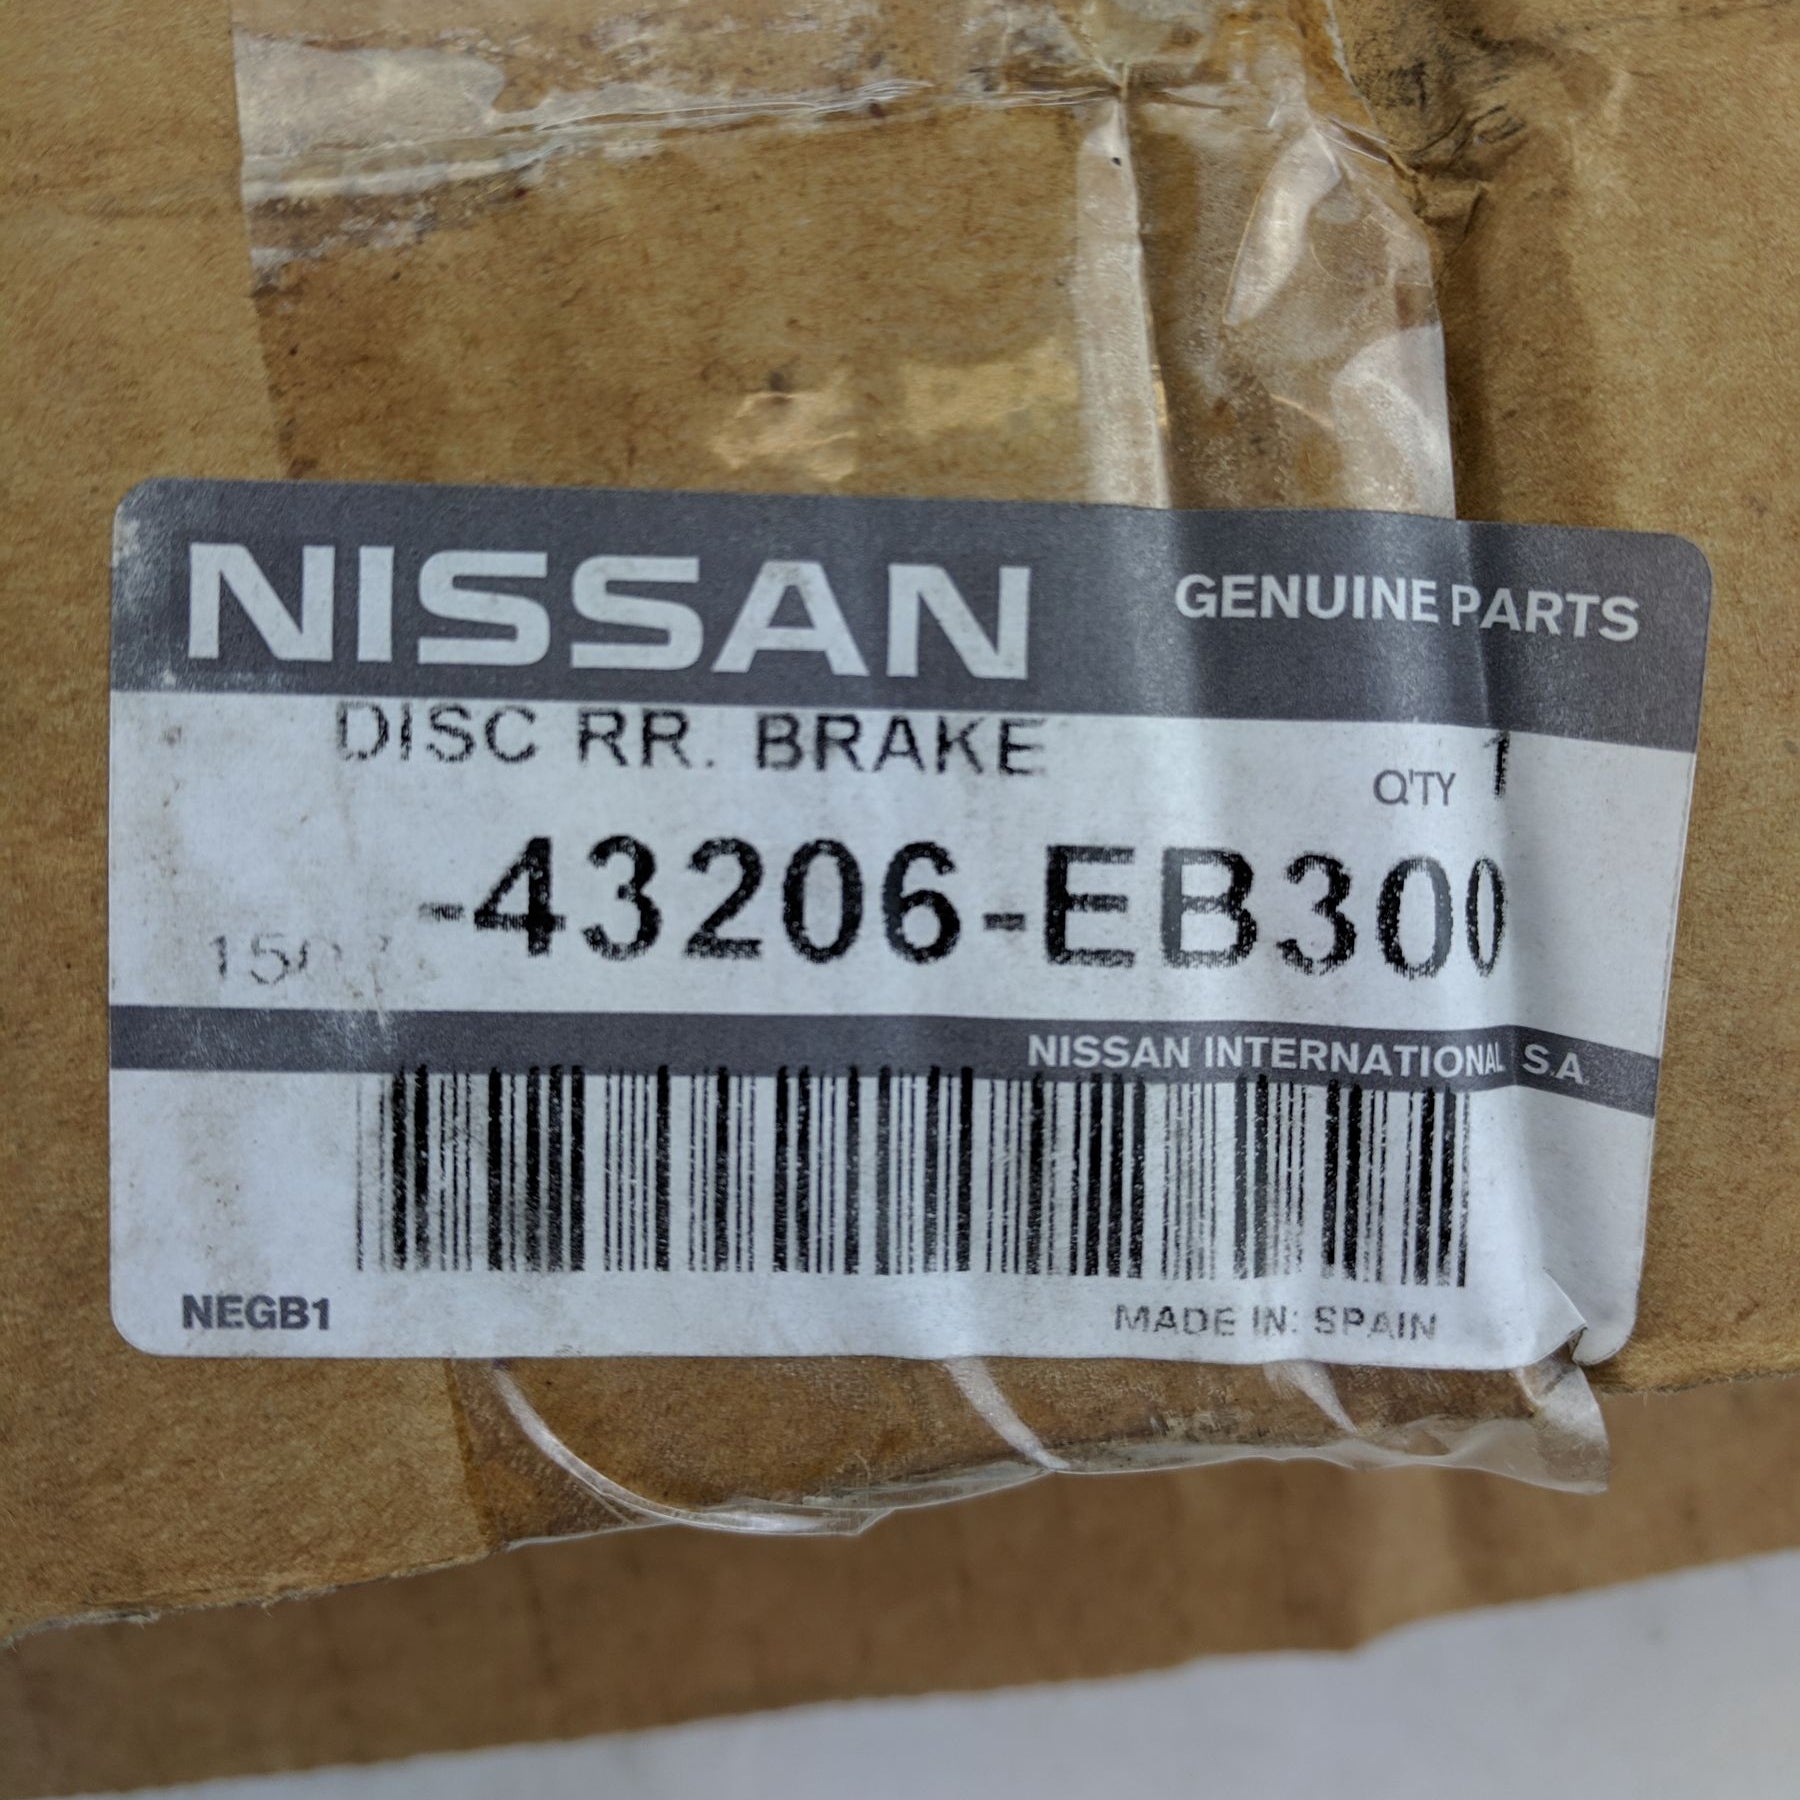 NISSAN GENUINE PARTS
DISC RR. BRAKE
Q'TY 1
-43206-EB300
NISSAN INTERNATIONAL S.A.
NEGB1
MADE IN: SPAIN